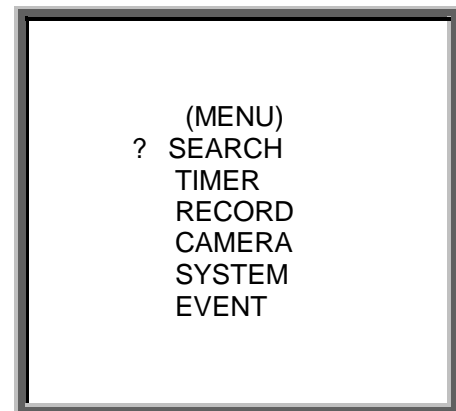 (MENU)
? SEARCH
TIMER
RECORD
CAMERA
SYSTEM
EVENT